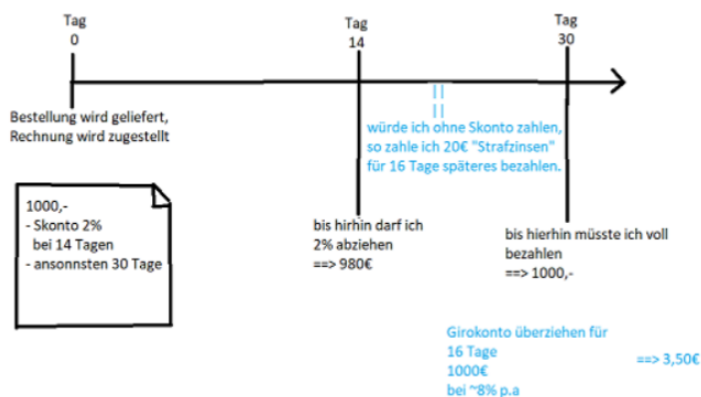 Tag
0
Tag
14
Tag
30
Bestellung wird geliefert,
Rechnung wird zugestellt
würde ich ohne Skonto zahlen,
so zahle ich 20€ "Strafzinsen"
für 16 Tage späteres bezahlen.
1000,-
- Skonto 2%
bei 14 Tagen
- ansonnsten 30 Tage
bis hirhin darf ich
2% abziehen
==> 980€
bis hierhin müsste ich voll
bezahlen
==> 1000,-
Girokonto überziehen für
16 Tage
1000€
bei ~8% p.a
==> 3,50€